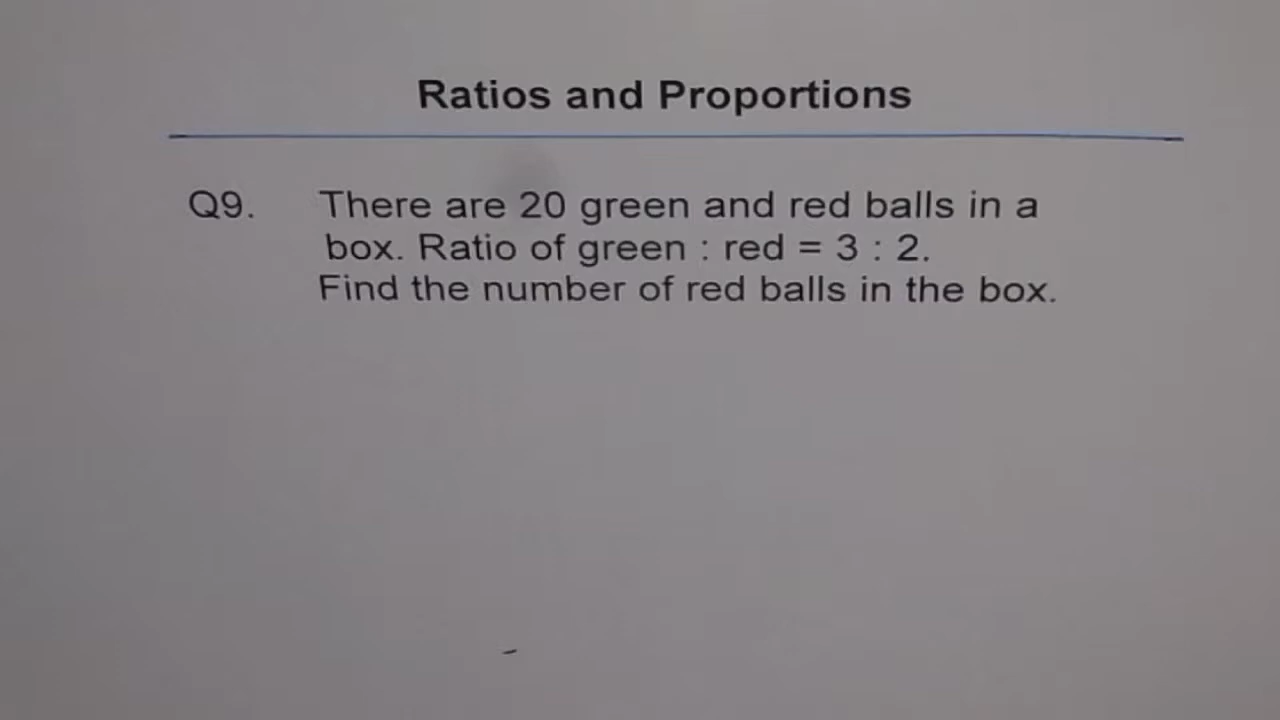 Ratios and Proportions
Q9. There are 20 green and red balls in a
box. Ratio of green : red = 3 : 2.
Find the number of red balls in the box.